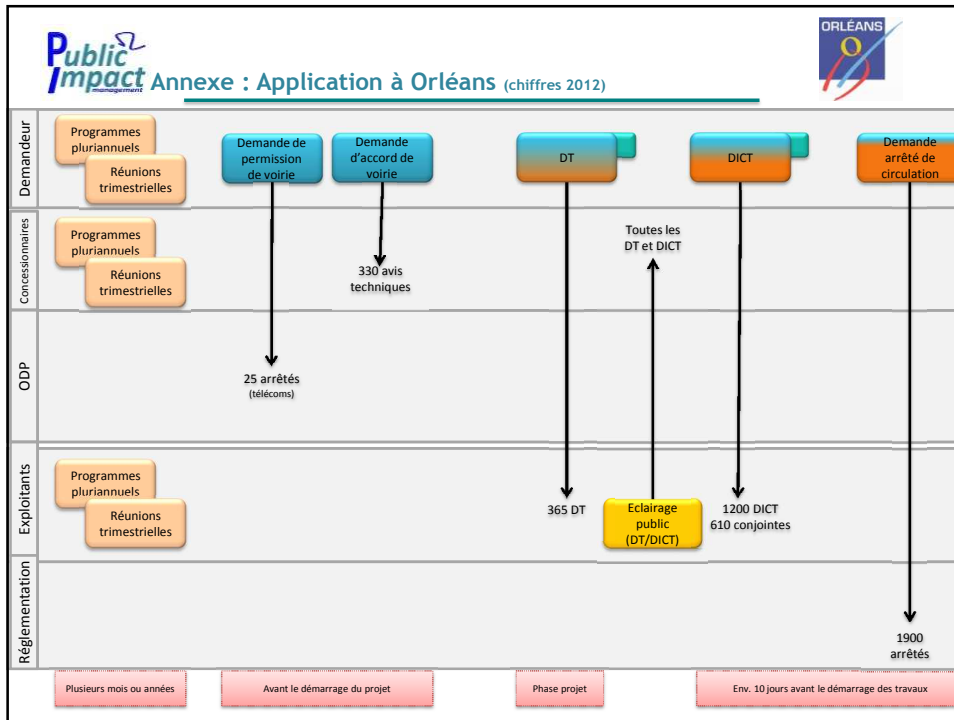 Public
Impact
management
Annexe : Application à Orléans (chiffres 2012)
ORLÉANS
Demandeur
Programmes
pluriannuels
Réunions
trimestrielles
Demande de
permission
de voirie
Demande
d'accord de
voirie
DT
DICT
Demande
arrêté de
circulation
Concessionnaires
Programmes
pluriannuels
Réunions
trimestrielles
330 avis
techniques
Toutes les
DT et DICT
ODP
25 arrêtés
(télécoms)
Exploitants
Programmes
pluriannuels
Réunions
trimestrielles
365 DT
Eclairage
public
(DT/DICT)
1200 DICT
610 conjointes
Réglementation
1900
arrêtés
Plusieurs mois ou années
Avant le démarrage du projet
Phase projet
Env. 10 jours avant le démarrage des travaux